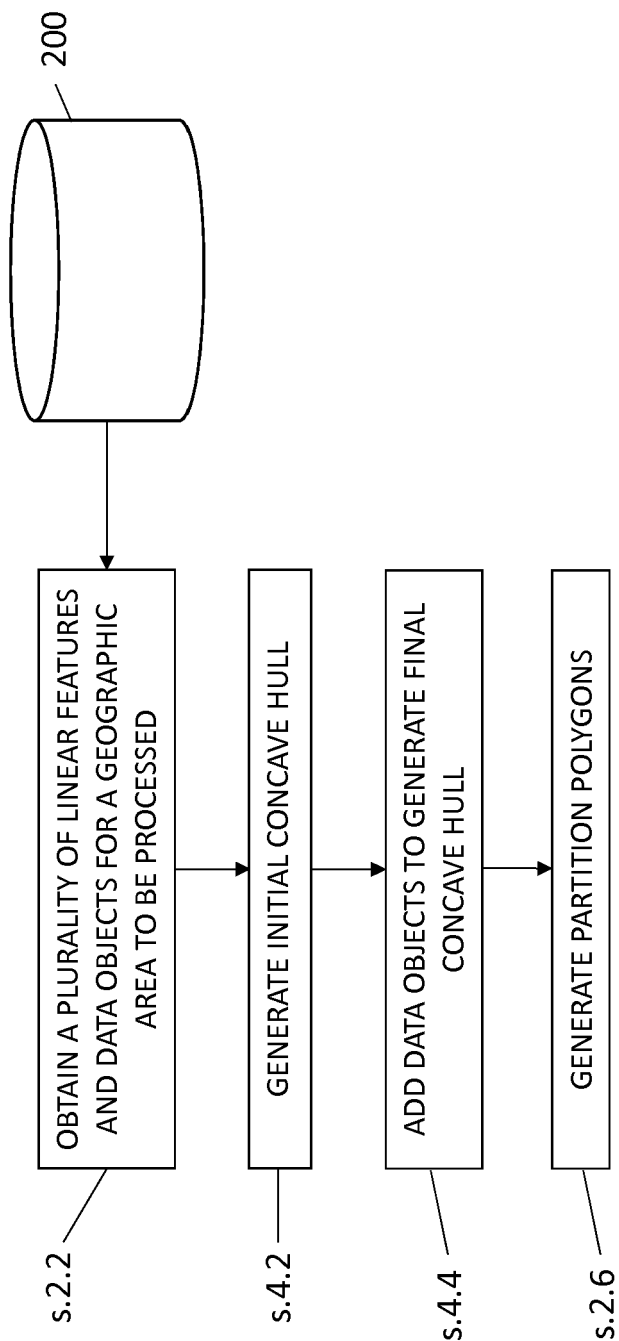 200
s.2.2
OBTAIN A PLURALITY OF LINEAR FEATURES
AND DATA OBJECTS FOR A GEOGRAPHIC
AREA TO BE PROCESSED
s.4.2
GENERATE INITIAL CONCAVE HULL
s.4.4
ADD DATA OBJECTS TO GENERATE FINAL
CONCAVE HULL
s.2.6
GENERATE PARTITION POLYGONS